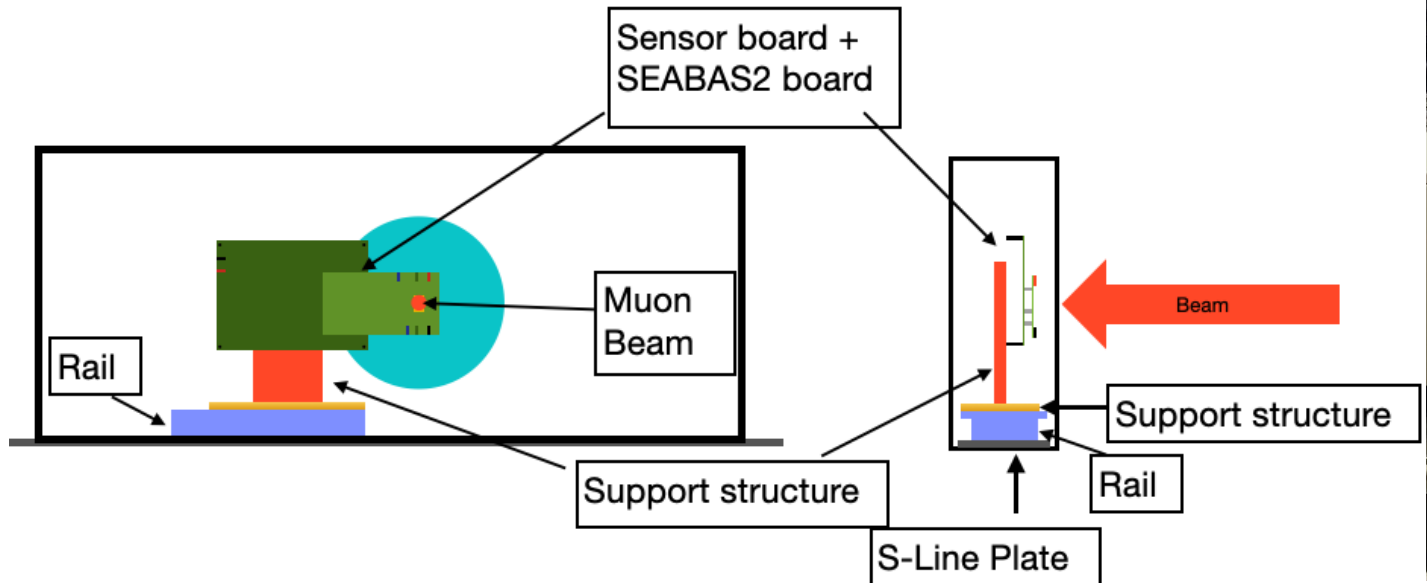 Sensor board +
SEABAS2 board
Muon
Beam
Rail
Support structure
Beam
Support structure
Rail
S-Line Plate